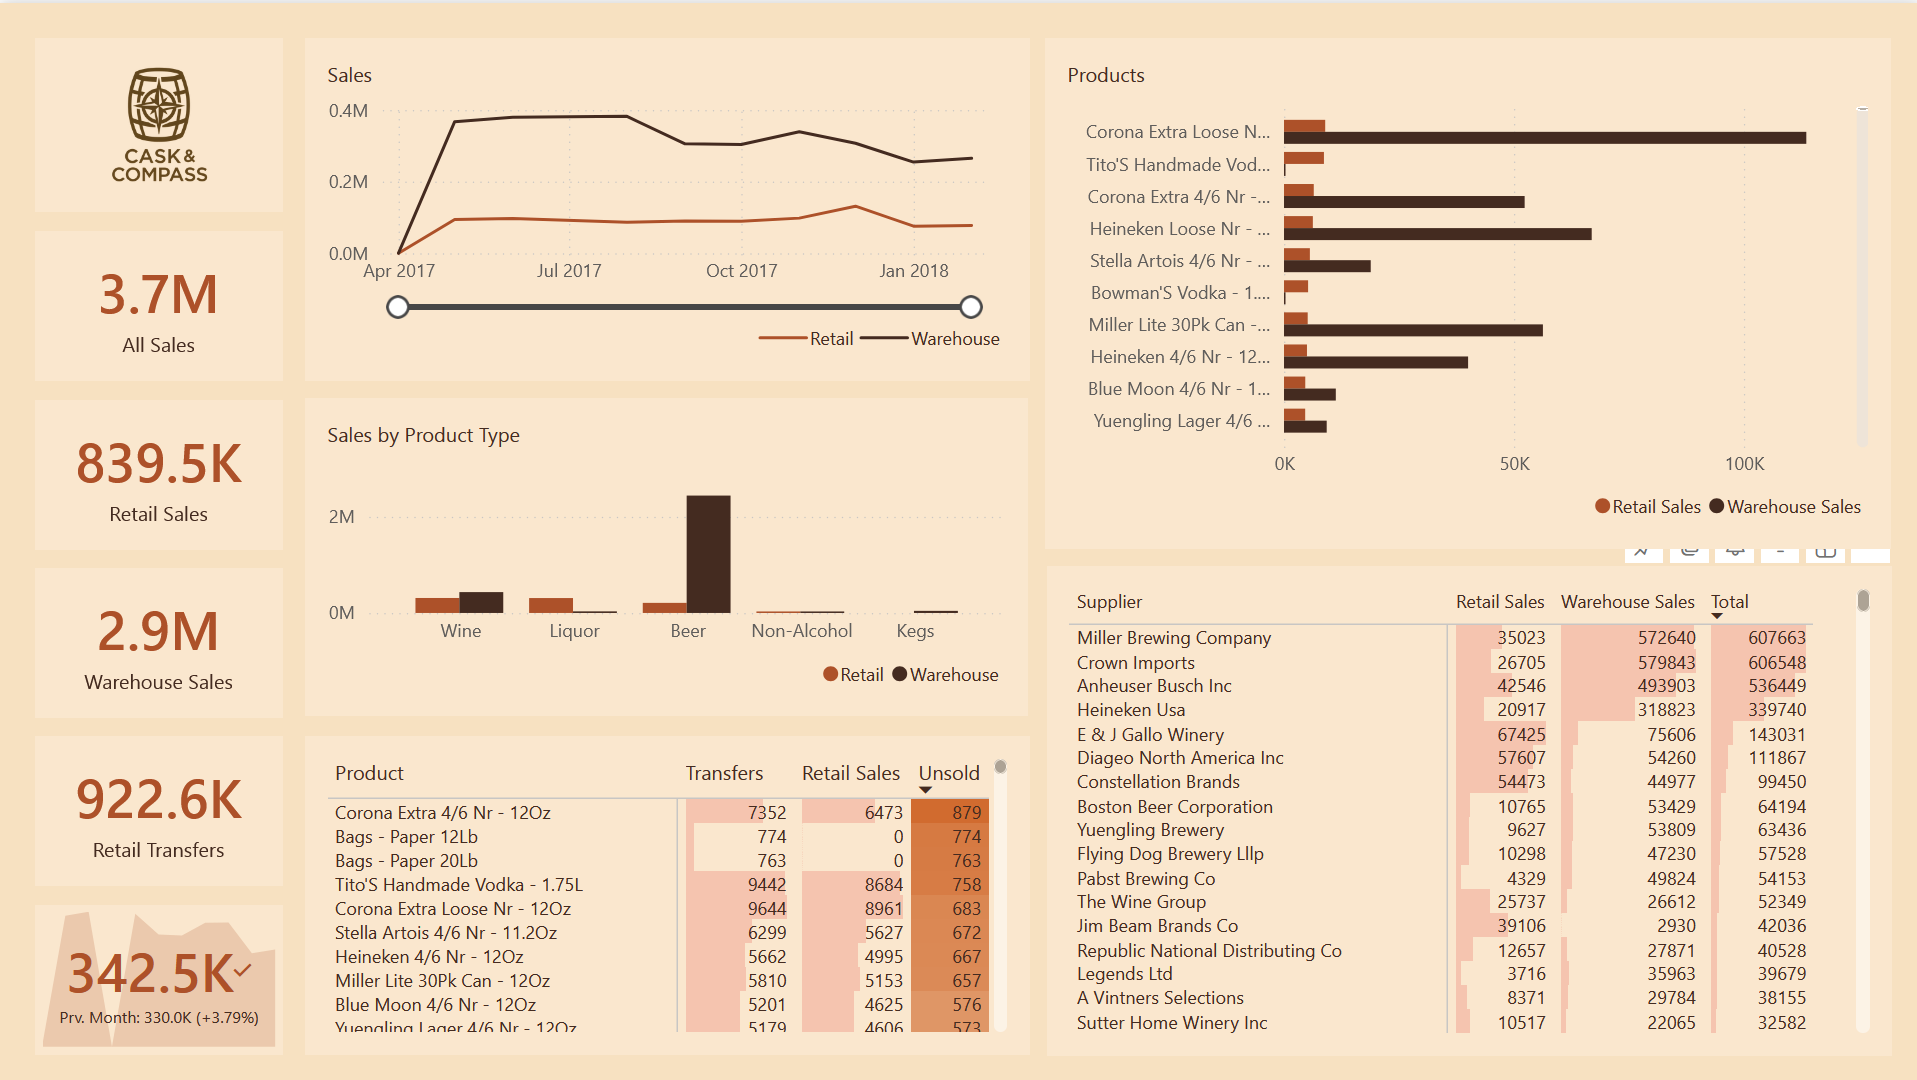 CASK &
COMPASS
3.7M
All Sales
839.5K
Retail Sales
2.9M
Warehouse Sales
922.6K
Retail Transfers
342.5K
Prv. Month: 330.0K (+3.79%)
Sales
0.4M
0.2M
0.0M
Apr 2017 Jul 2017 Oct 2017 Jan 2018
Retail Warehouse
Sales by Product Type
2M
0M
Wine Liquor Beer Non-Alcohol Kegs
Retail Warehouse
Product Transfers Retail Sales Unsold
Corona Extra 4/6 Nr - 12Oz 7352 6473 879
Bags - Paper 12Lb 774 0 774
Bags - Paper 20Lb 763 0 763
Tito'S Handmade Vodka - 1.75L 9442 8684 758
Corona Extra Loose Nr - 12Oz 9644 8961 683
Stella Artois 4/6 Nr - 11.2Oz 6299 5627 672
Heineken 4/6 Nr - 12Oz 5662 4995 667
Miller Lite 30Pk Can - 12Oz 5810 5153 657
Blue Moon 4/6 Nr - 12Oz 5201 4625 576
Yuengling Lager 4/6 Nr - 12Oz 5179 4606 573
Products
Corona Extra Loose N...
Tito'S Handmade Vod...
Corona Extra 4/6 Nr -...
Heineken Loose Nr - ...
Stella Artois 4/6 Nr - ...
Bowman'S Vodka - 1....
Miller Lite 30Pk Can -...
Heineken 4/6 Nr - 12...
Blue Moon 4/6 Nr - 1...
Yuengling Lager 4/6 ...
0K 50K 100K
Retail Sales Warehouse Sales
Supplier Retail Sales Warehouse Sales Total
Miller Brewing Company 35023 572640 607663
Crown Imports 26705 579843 606548
Anheuser Busch Inc 42546 493903 536449
Heineken Usa 20917 318823 339740
E & J Gallo Winery 67425 75606 143031
Diageo North America Inc 57607 54260 111867
Constellation Brands 54473 44977 99450
Boston Beer Corporation 10765 53429 64194
Yuengling Brewery 9627 53809 63436
Flying Dog Brewery Lllp 10298 47230 57528
Pabst Brewing Co 4329 49824 54153
The Wine Group 25737 26612 52349
Jim Beam Brands Co 39106 2930 42036
Republic National Distributing Co 12657 27871 40528
Legends Ltd 3716 35963 39679
A Vintners Selections 8371 29784 38155
Sutter Home Winery Inc 10517 22065 32582